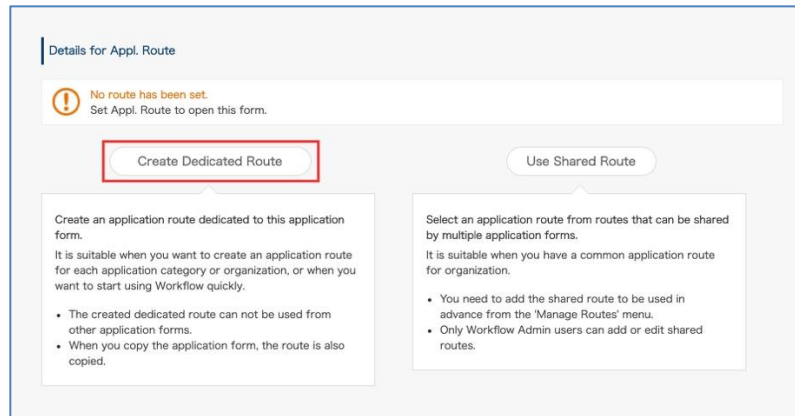 Details for Appl. Route
No route has been set.
Set Appl. Route to open this form.
Create Dedicated Route
Create an application route dedicated to this application
form.
It is suitable when you want to create an application route
for each application category or organization, or when you
want to start using Workflow quickly.
• The created dedicated route can not be used from
other application forms.
• When you copy the application form, the route is also
copied.
Use Shared Route
Select an application route from routes that can be shared
by multiple application forms.
It is suitable when you have a common application route
for organization.
• You need to add the shared route to be used in
advance from the 'Manage Routes' menu.
• Only Workflow Admin users can add or edit shared
routes.